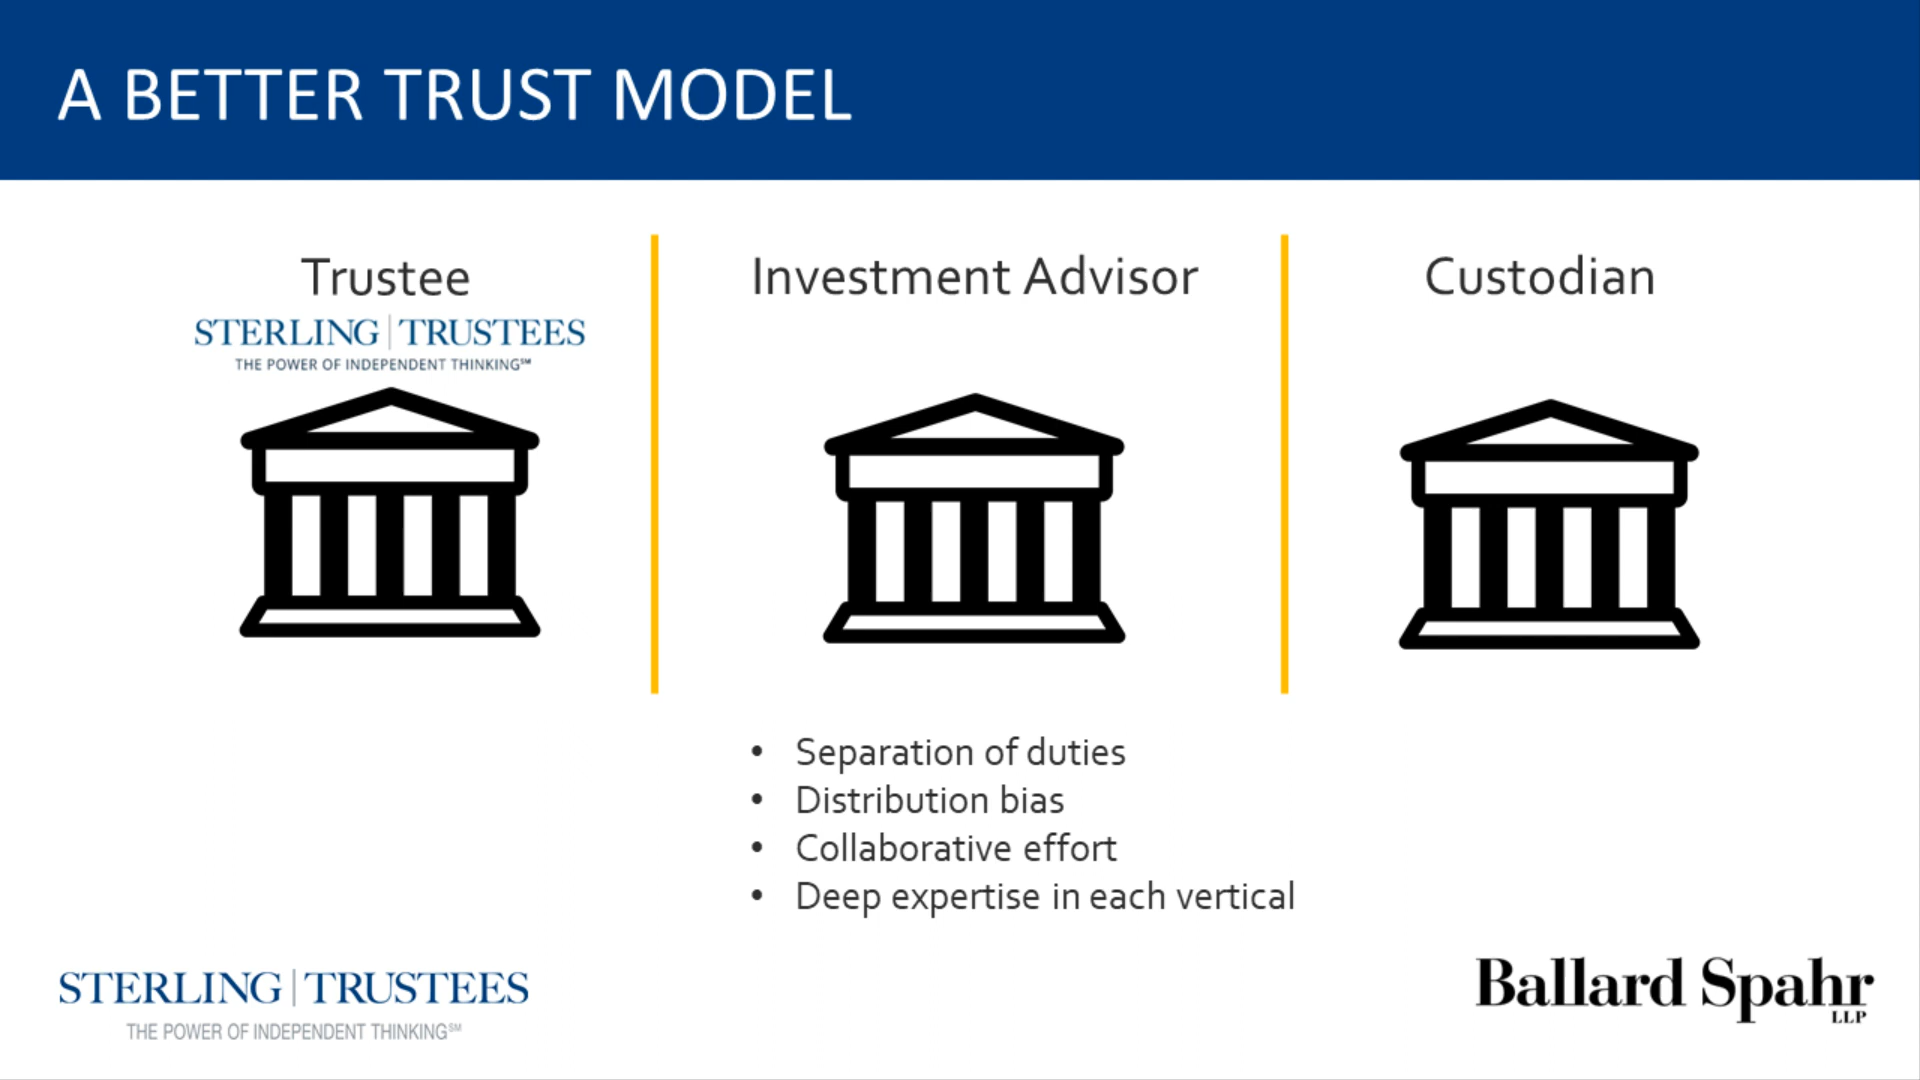 A BETTER TRUST MODEL
Trustee
STERLING | TRUSTEES
THE POWER OF INDEPENDENT THINKING℠
Investment Advisor
Custodian
• Separation of duties
• Distribution bias
• Collaborative effort
• Deep expertise in each vertical
STERLING | TRUSTEES
THE POWER OF INDEPENDENT THINKING℠
Ballard Spahr
LLP